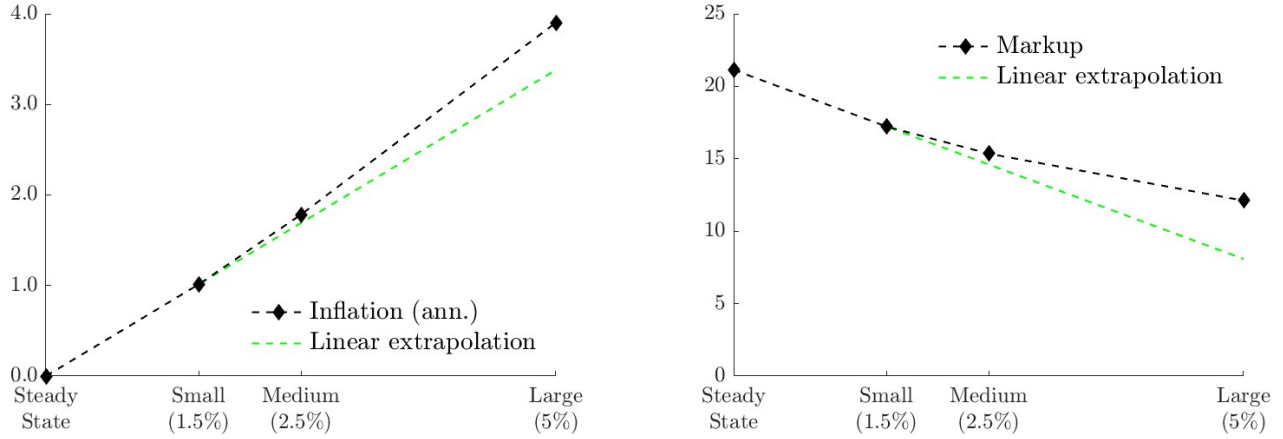 4.0
3.0
2.0
1.0
0.0
Inflation (ann.)
Linear extrapolation
Steady State
Small (1.5%)
Medium (2.5%)
Large (5%)
25
20
15
10
5
0
Markup
Linear extrapolation
Steady State
Small (1.5%)
Medium (2.5%)
Large (5%)